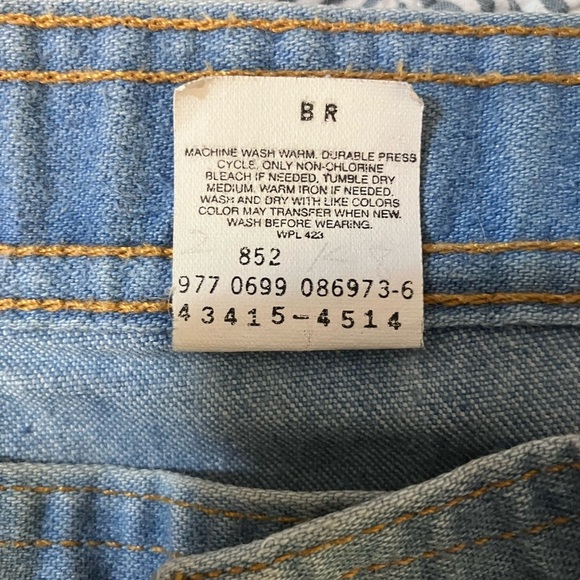 BR
MACHINE WASH WARM. DURABLE PRESS
CYCLE. ONLY NON-CHLORINE
BLEACH IF NEEDED. TUMBLE DRY
MEDIUM. WARM IRON IF NEEDED.
WASH AND DRY WITH LIKE COLORS
COLOR MAY TRANSFER WHEN NEW.
WASH BEFORE WEARING.
WPL 423
852
977 0699 086973-6
43415-4514